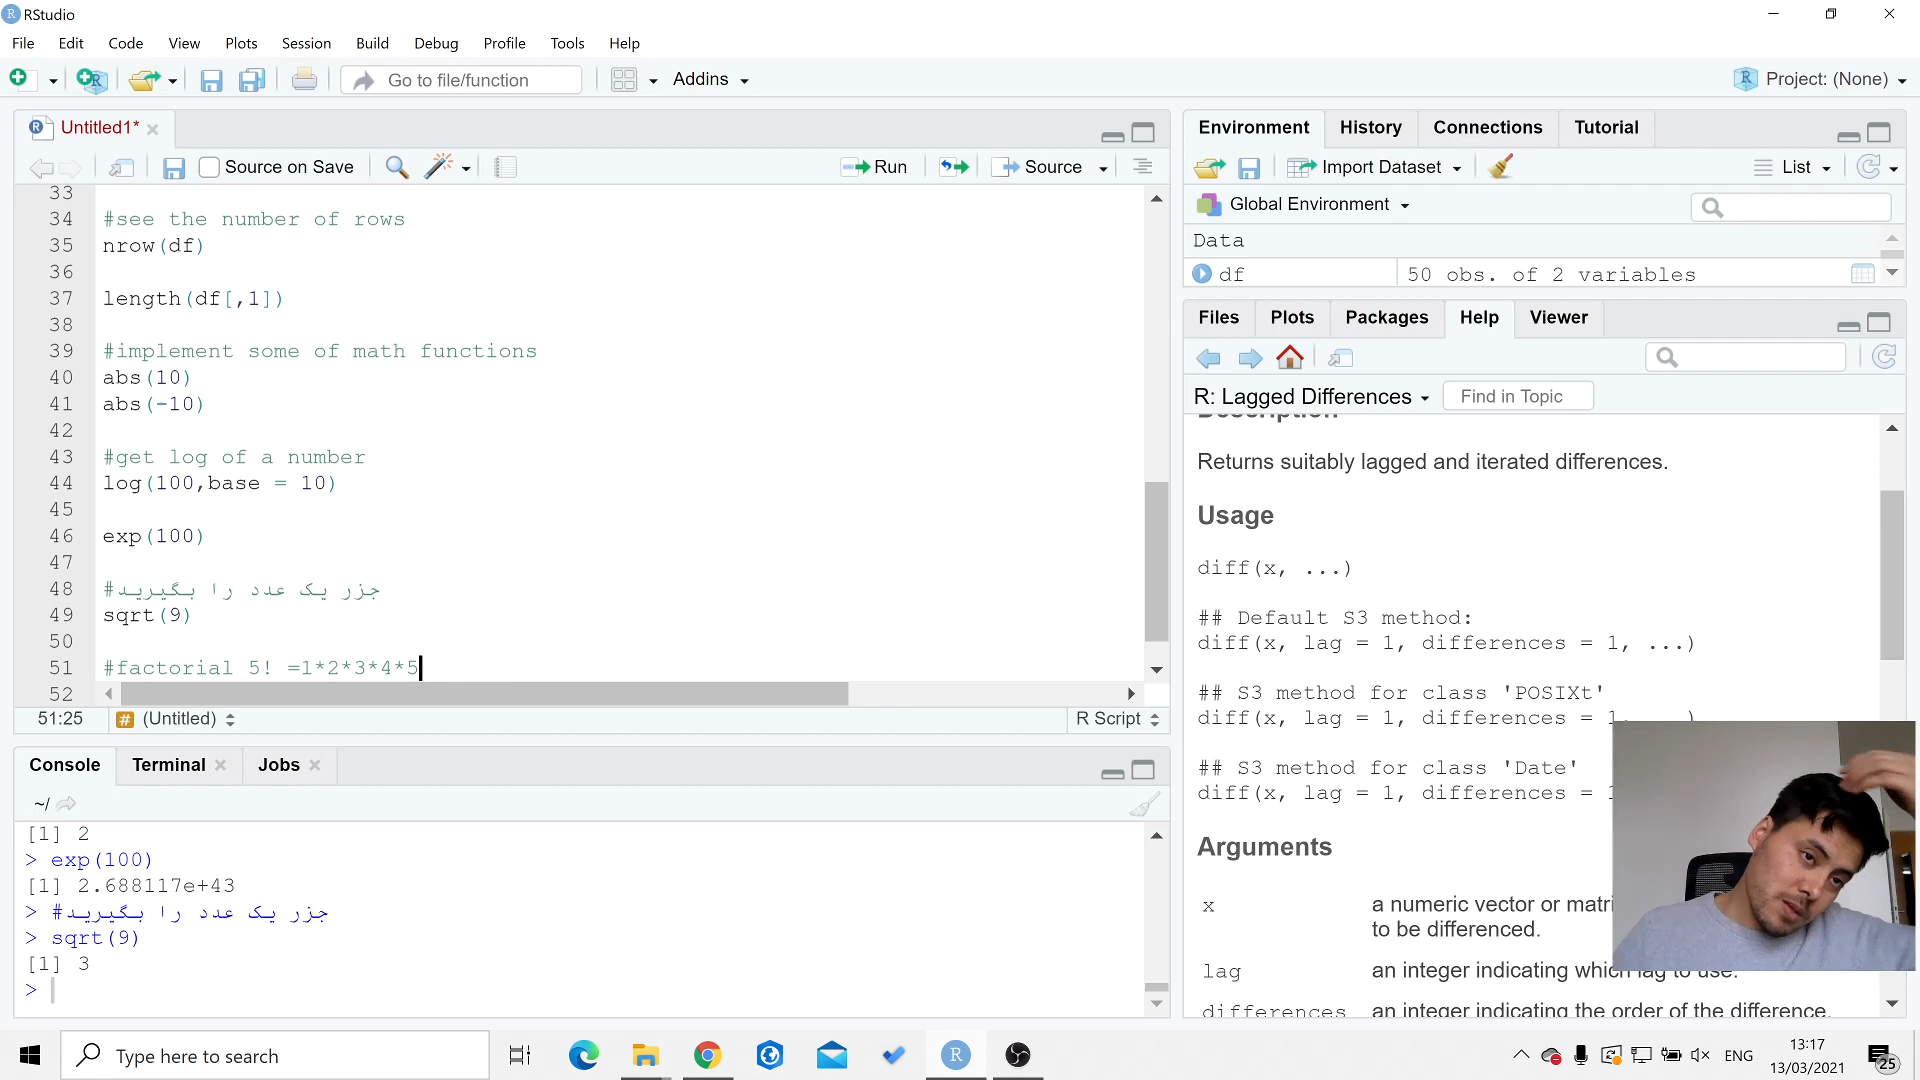 RStudio
File Edit Code View Plots Session Build Debug Profile Tools Help
Go to file/function Addins Project: (None)
Untitled1*
Source on Save Run Source
33
34 #see the number of rows
35 nrow(df)
36
37 length(df[,1])
38
39 #implement some of math functions
40 abs(10)
41 abs(-10)
42
43 #get log of a number
44 log(100,base = 10)
45
46 exp(100)
47
48 #جزر یک عدد را بگیرید
49 sqrt(9)
50
51 #factorial 5! =1*2*3*4*5
52
51:25 # (Untitled) R Script
Console Terminal Jobs
~/
[1] 2
> exp(100)
[1] 2.688117e+43
> #جزر یک عدد را بگیرید
> sqrt(9)
[1] 3
>
Environment History Connections Tutorial
Import Dataset List
Global Environment
Data
df 50 obs. of 2 variables
Files Plots Packages Help Viewer
R: Lagged Differences Find in Topic
Description
Returns suitably lagged and iterated differences.
Usage
diff(x, ...)
## Default S3 method:
diff(x, lag = 1, differences = 1, ...)
## S3 method for class 'POSIXt'
diff(x, lag = 1, differences = 1, ...)
## S3 method for class 'Date'
diff(x, lag = 1, differences = 1
Arguments
x a numeric vector or matri
to be differenced.
lag an integer indicating which lag to use.
differences an integer indicating the order of the difference.
Type here to search
ENG 13:17
13/03/2021 25